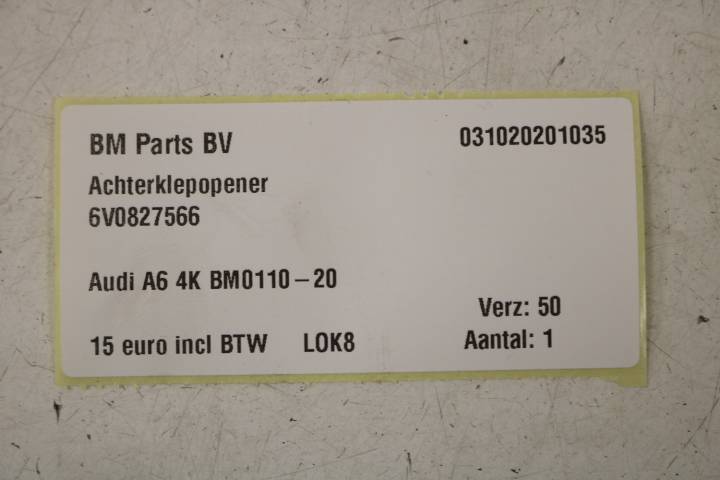 BM Parts BV 031020201035
Achterklepopener
6V0827566
Audi A6 4K BM0110-20
Verz: 50
15 euro incl BTW LOK8 Aantal: 1